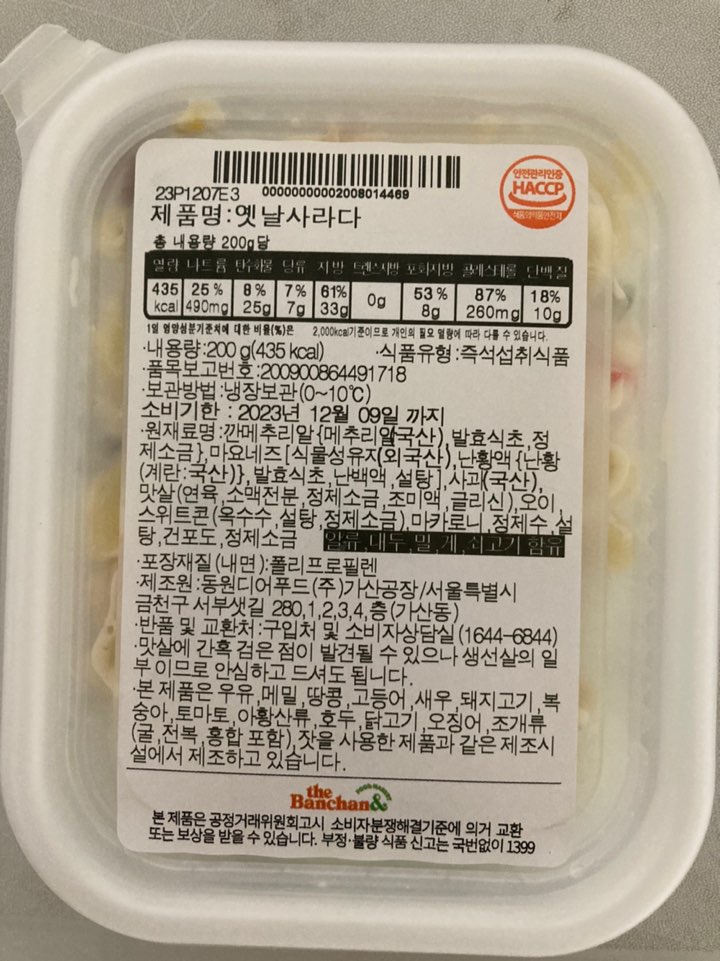 23P1207E3 00000000002008014469
안전관리인증
HACCP
식품의약품안전처
제품명:옛날사라다
총 내용량 200g당
열량 나트륨 탄수화물 당류 지방 트랜스지방 포화지방 콜레스테롤 단백질
435 kcal 25% 490mg 8% 25g 7% 7g 61% 33g 0g 53% 8g 87% 260mg 18% 10g
1일 영양성분기준치에 대한 비율(%)은 2,000kcal기준이므로 개인의 필요 열량에 따라 다를 수 있습니다.
·내용량:200 g(435 kcal) ·식품유형:즉석섭취식품
·품목보고번호:200900864491718
·보관방법:냉장보관(0~10℃)
소비기한 : 2023년 12월 09일 까지
·원재료명:깐메추리알{메추리알국산),발효식초,정
제소금},마요네즈[식물성유지(외국산),난황액{난황
(계란:국산)},발효식초,난백액,설탕],사과(국산),
맛살(연육,소맥전분,정제소금,조미액,글리신),오이,
스위트콘(옥수수,설탕,정제소금),마카로니,정제수,설
탕,건포도,정제소금 알류,대두,밀,게,쇠고기 함유
·포장재질(내면):폴리프로필렌
·제조원:동원디어푸드(주)가산공장/서울특별시
금천구 서부샛길 280,1,2,3,4,층(가산동)
·반품 및 교환처:구입처 및 소비자상담실(1644-6844)
·맛살에 간혹 검은 점이 발견될 수 있으나 생선살의 일
부이므로 안심하고 드셔도 됩니다.
·본 제품은 우유,메밀,땅콩,고등어,새우,돼지고기,복
숭아,토마토,아황산류,호두,닭고기,오징어,조개류
(굴,전복,홍합 포함),잣을 사용한 제품과 같은 제조시
설에서 제조하고 있습니다.
the FOOD MARKET
Banchan&
본 제품은 공정거래위원회고시 소비자분쟁해결기준에 의거 교환
또는 보상을 받을 수 있습니다. 부정·불량 식품 신고는 국번없이 1399